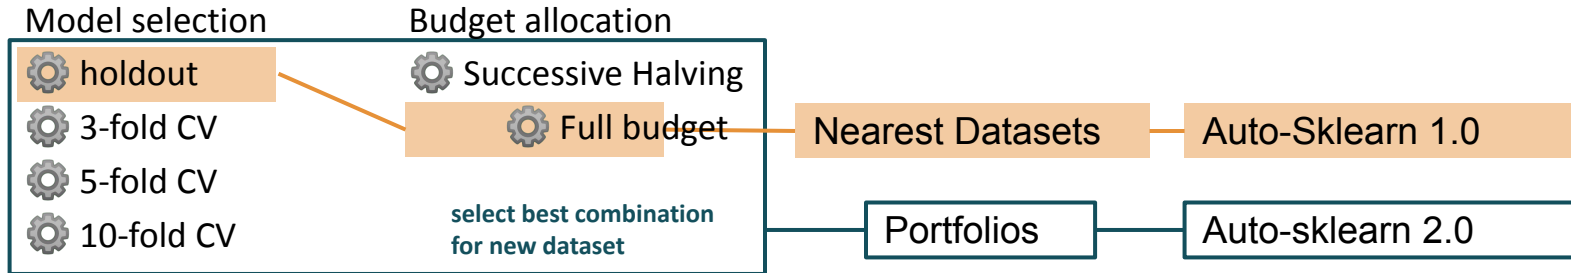 Model selection
Budget allocation
holdout
Successive Halving
3-fold CV
Full budget
Nearest Datasets
Auto-Sklearn 1.0
5-fold CV
10-fold CV
select best combination
for new dataset
Portfolios
Auto-sklearn 2.0